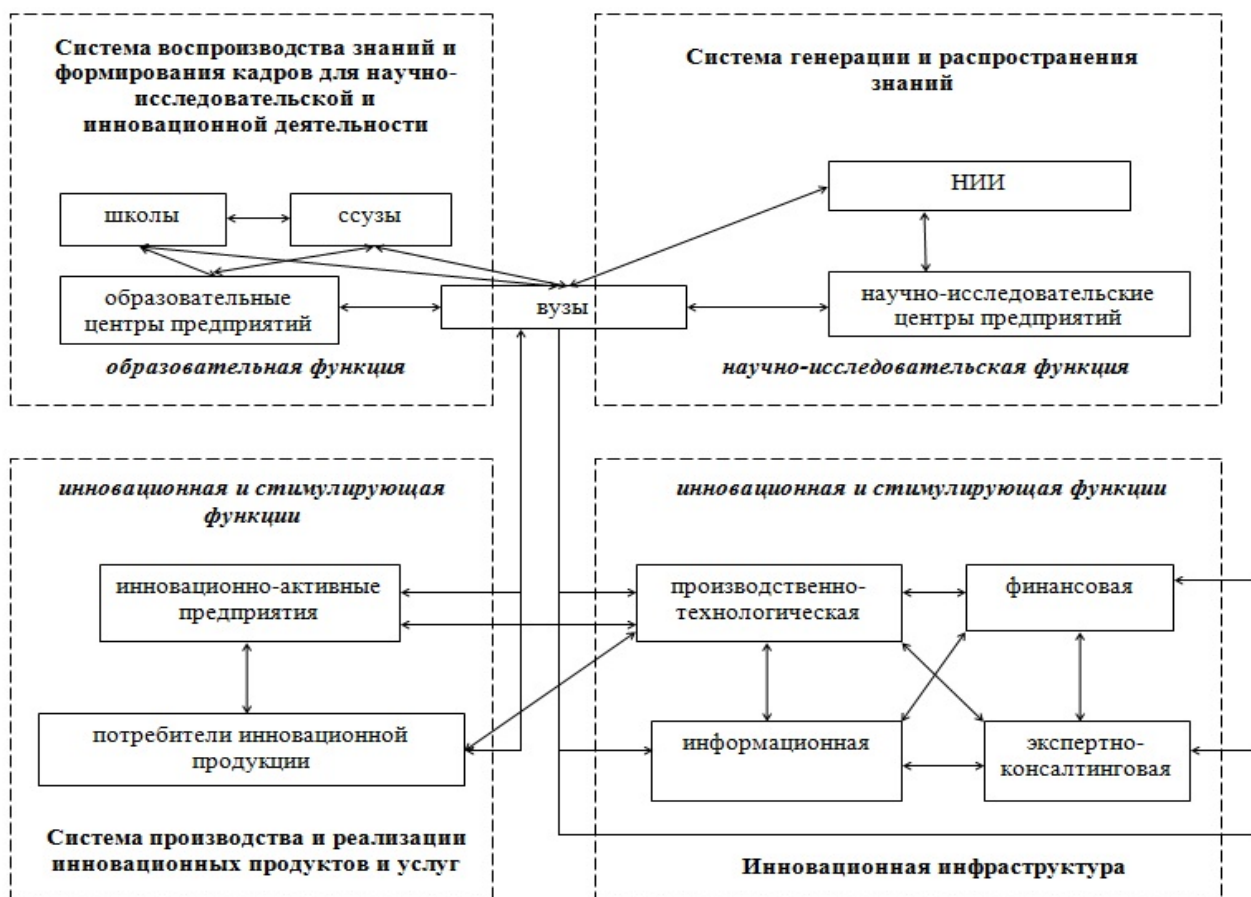 Система воспроизводства знаний и
формирования кадров для научно-
исследовательской и
инновационной деятельности
школы
ссузы
образовательные
центры предприятий
образовательная функция
вузы
Система генерации и распространения
знаний
НИИ
научно-исследовательские
центры предприятий
научно-исследовательская функция
инновационная и стимулирующая
функции
инновационно-активные
предприятия
потребители инновационной
продукции
Система производства и реализации
инновационных продуктов и услуг
инновационная и стимулирующая функции
производственно-
технологическая
финансовая
информационная
экспертно-
консалтинговая
Инновационная инфраструктура